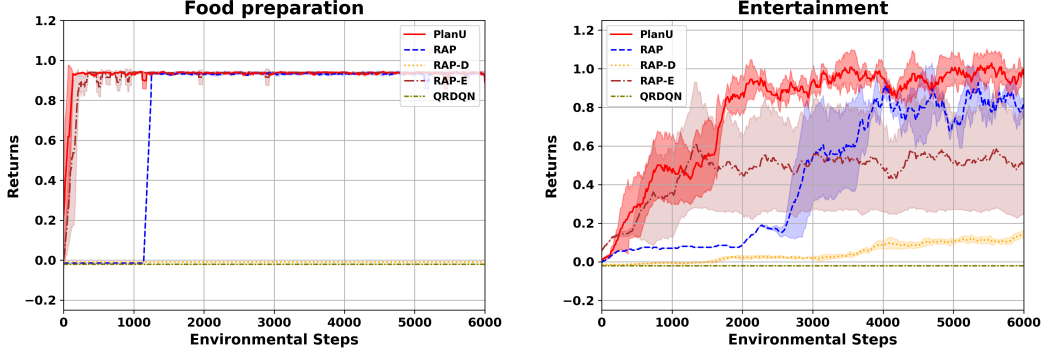 Food preparation
1.2
1.0
0.8
0.6
0.4
0.2
0.0
−0.2
Returns
0 1000 2000 3000 4000 5000 6000
Environmental Steps
PlanU
RAP
RAP-D
RAP-E
QRDQN
Entertainment
1.2
1.0
0.8
0.6
0.4
0.2
0.0
−0.2
Returns
0 1000 2000 3000 4000 5000 6000
Environmental Steps
PlanU
RAP
RAP-D
RAP-E
QRDQN